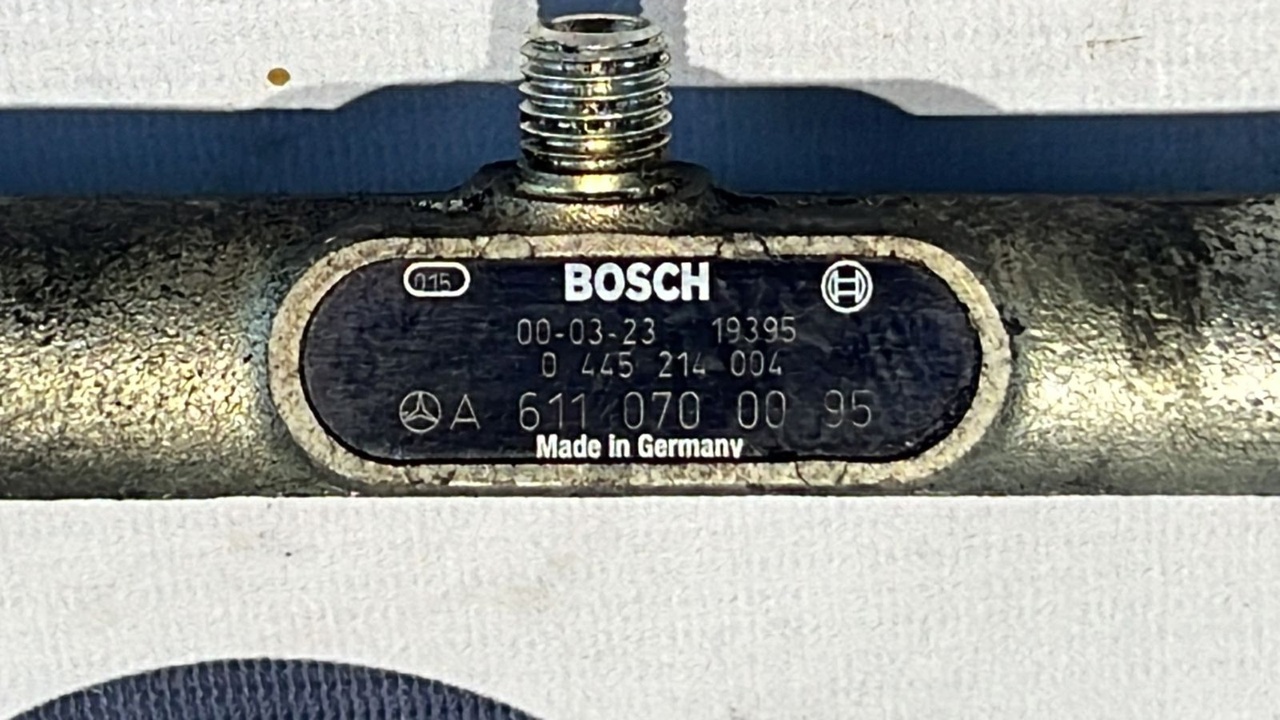 015 BOSCH
00-03-23 19395
0 445 214 004
A 611 070 00 95
Made in Germany